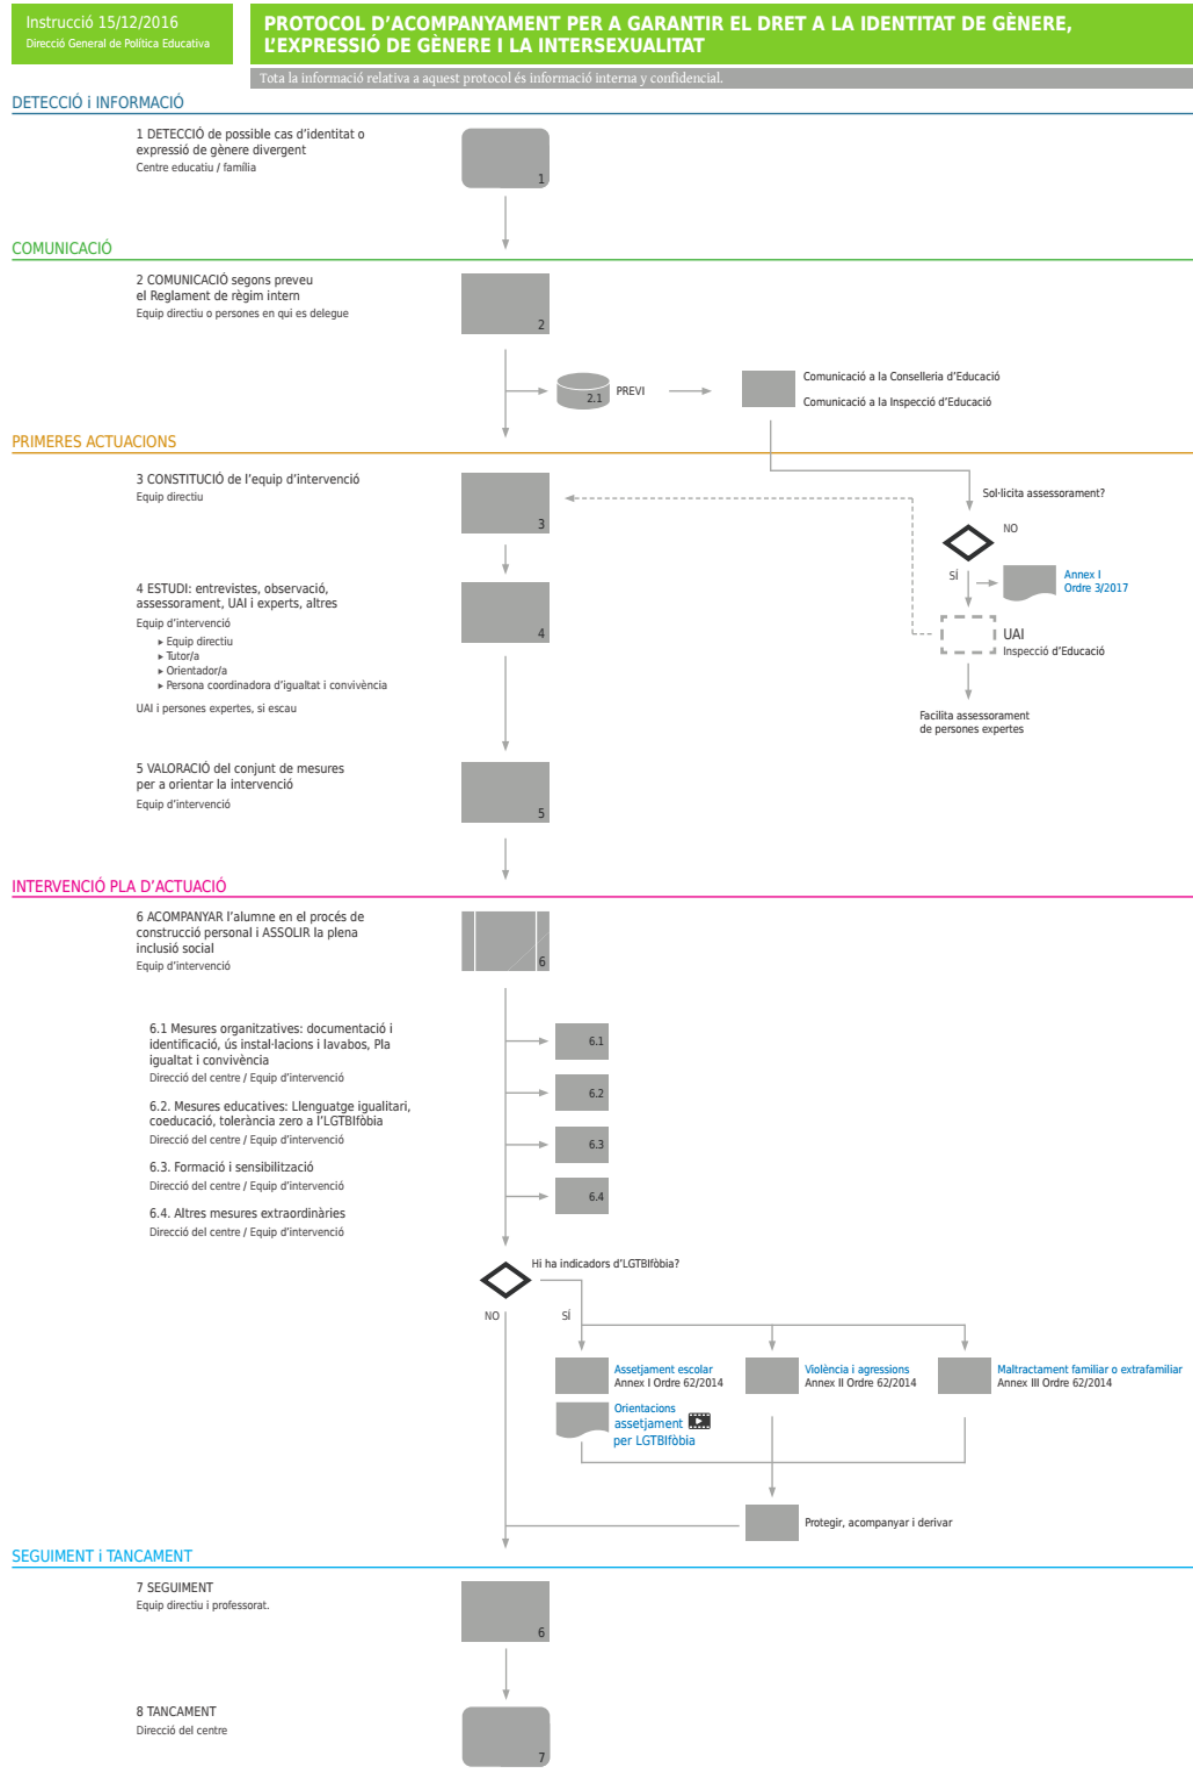 Instrucció 15/12/2016
Direcció General de Política Educativa
PROTOCOL D'ACOMPANYAMENT PER A GARANTIR EL DRET A LA IDENTITAT DE GÈNERE,
L'EXPRESSIÓ DE GÈNERE I LA INTERSEXUALITAT
Tota la informació relativa a aquest protocol és informació interna y confidencial.
DETECCIÓ i INFORMACIÓ
1 DETECCIÓ de possible cas d'identitat o
expressió de gènere divergent
Centre educatiu / família
1
COMUNICACIÓ
2 COMUNICACIÓ segons preveu
el Reglament de règim intern
Equip directiu o persones en qui es delegue
2
2.1
PREVI
Comunicació a la Conselleria d'Educació
Comunicació a la Inspecció d'Educació
PRIMERES ACTUACIONS
3 CONSTITUCIÓ de l'equip d'intervenció
Equip directiu
3
Sol·licita assessorament?
NO
SÍ
Annex I
Ordre 3/2017
UAI
Inspecció d'Educació
Facilita assessorament
de persones expertes
4 ESTUDI: entrevistes, observació,
assessorament, UAI i experts, altres
Equip d'intervenció
▸ Equip directiu
▸ Tutor/a
▸ Orientador/a
▸ Persona coordinadora d'igualtat i convivència
UAI i persones expertes, si escau
4
5 VALORACIÓ del conjunt de mesures
per a orientar la intervenció
Equip d'intervenció
5
INTERVENCIÓ PLA D'ACTUACIÓ
6 ACOMPANYAR l'alumne en el procés de
construcció personal i ASSOLIR la plena
inclusió social
Equip d'intervenció
6
6.1 Mesures organitzatives: documentació i
identificació, ús instal·lacions i lavabos, Pla
igualtat i convivència
Direcció del centre / Equip d'intervenció
6.1
6.2. Mesures educatives: Llenguatge igualitari,
coeducació, tolerància zero a l'LGTBIfòbia
Direcció del centre / Equip d'intervenció
6.2
6.3. Formació i sensibilització
Direcció del centre / Equip d'intervenció
6.3
6.4. Altres mesures extraordinàries
Direcció del centre / Equip d'intervenció
6.4
Hi ha indicadors d'LGTBIfòbia?
NO
SÍ
Assetjament escolar
Annex I Ordre 62/2014
Violència i agressions
Annex II Ordre 62/2014
Maltractament familiar o extrafamiliar
Annex III Ordre 62/2014
Orientacions
assetjament
per LGTBIfòbia
Protegir, acompanyar i derivar
SEGUIMENT i TANCAMENT
7 SEGUIMENT
Equip directiu i professorat.
6
8 TANCAMENT
Direcció del centre
7